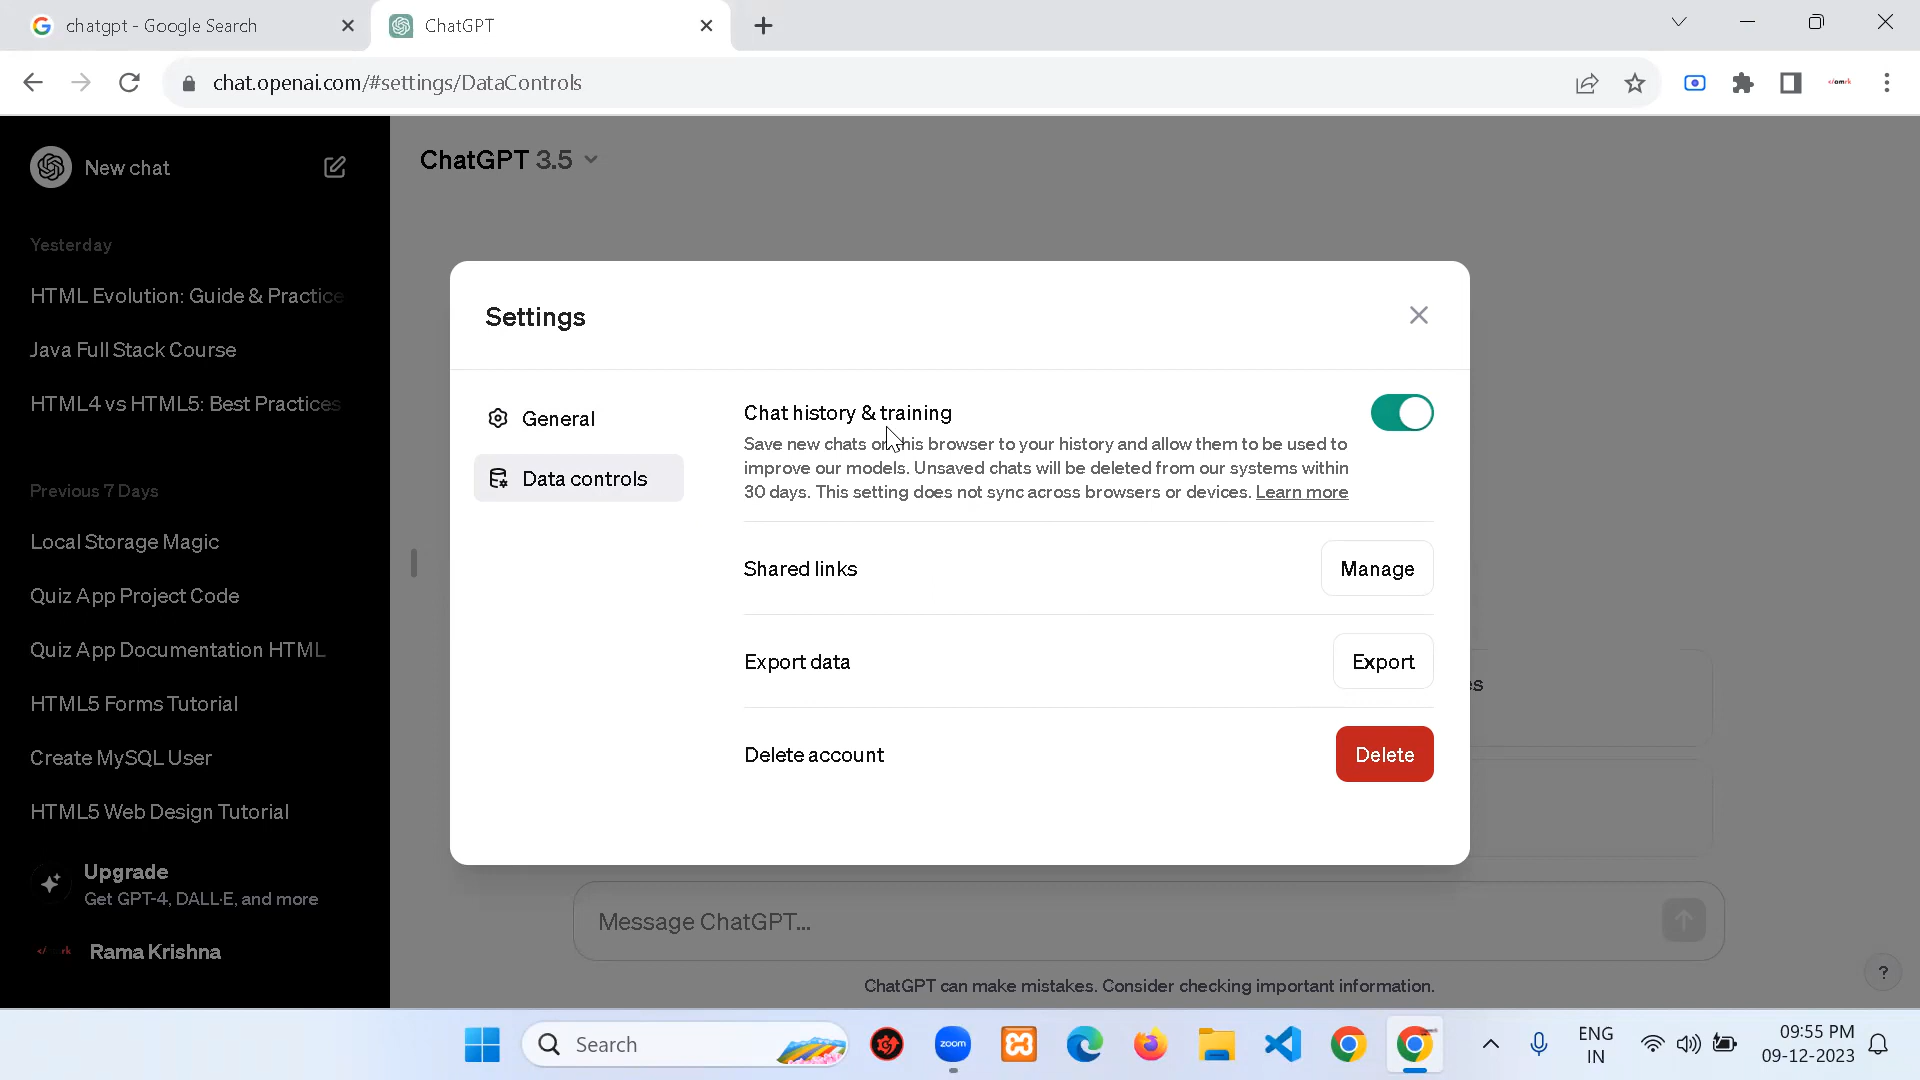 chatgpt - Google Search
ChatGPT
chat.openai.com/#settings/DataControls
New chat
ChatGPT 3.5
Yesterday
HTML Evolution: Guide & Practice
Java Full Stack Course
HTML4 vs HTML5: Best Practices
Previous 7 Days
Local Storage Magic
Quiz App Project Code
Quiz App Documentation HTML
HTML5 Forms Tutorial
Create MySQL User
HTML5 Web Design Tutorial
Upgrade
Get GPT-4, DALL·E, and more
Rama Krishna
Settings
General
Data controls
Chat history & training
Save new chats on this browser to your history and allow them to be used to
improve our models. Unsaved chats will be deleted from our systems within
30 days. This setting does not sync across browsers or devices. Learn more
Shared links
Manage
Export data
Export
Delete account
Delete
Message ChatGPT...
ChatGPT can make mistakes. Consider checking important information.
?
Search
zoom
ENG
IN
09:55 PM
09-12-2023